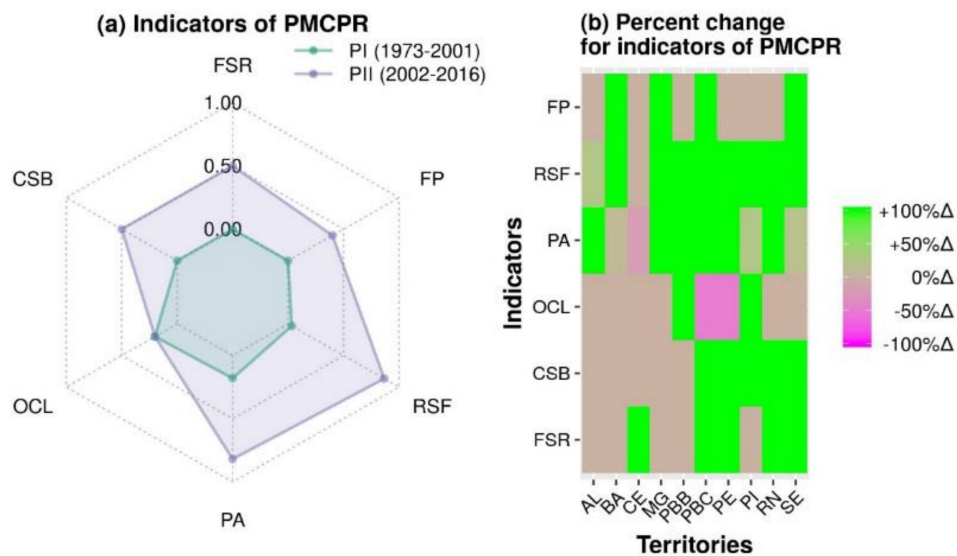 (a) Indicators of PMCPR
PI (1973-2001)
PII (2002-2016)
FSR
1.00
0.50
0.00
CSB
FP
OCL
RSF
PA
(b) Percent change
for indicators of PMCPR
Indicators
FP
RSF
PA
OCL
CSB
FSR
AL
BA
CE
MG
PBB
PBC
PE
PI
RN
SE
Territories
+100%Δ
+50%Δ
0%Δ
-50%Δ
-100%Δ